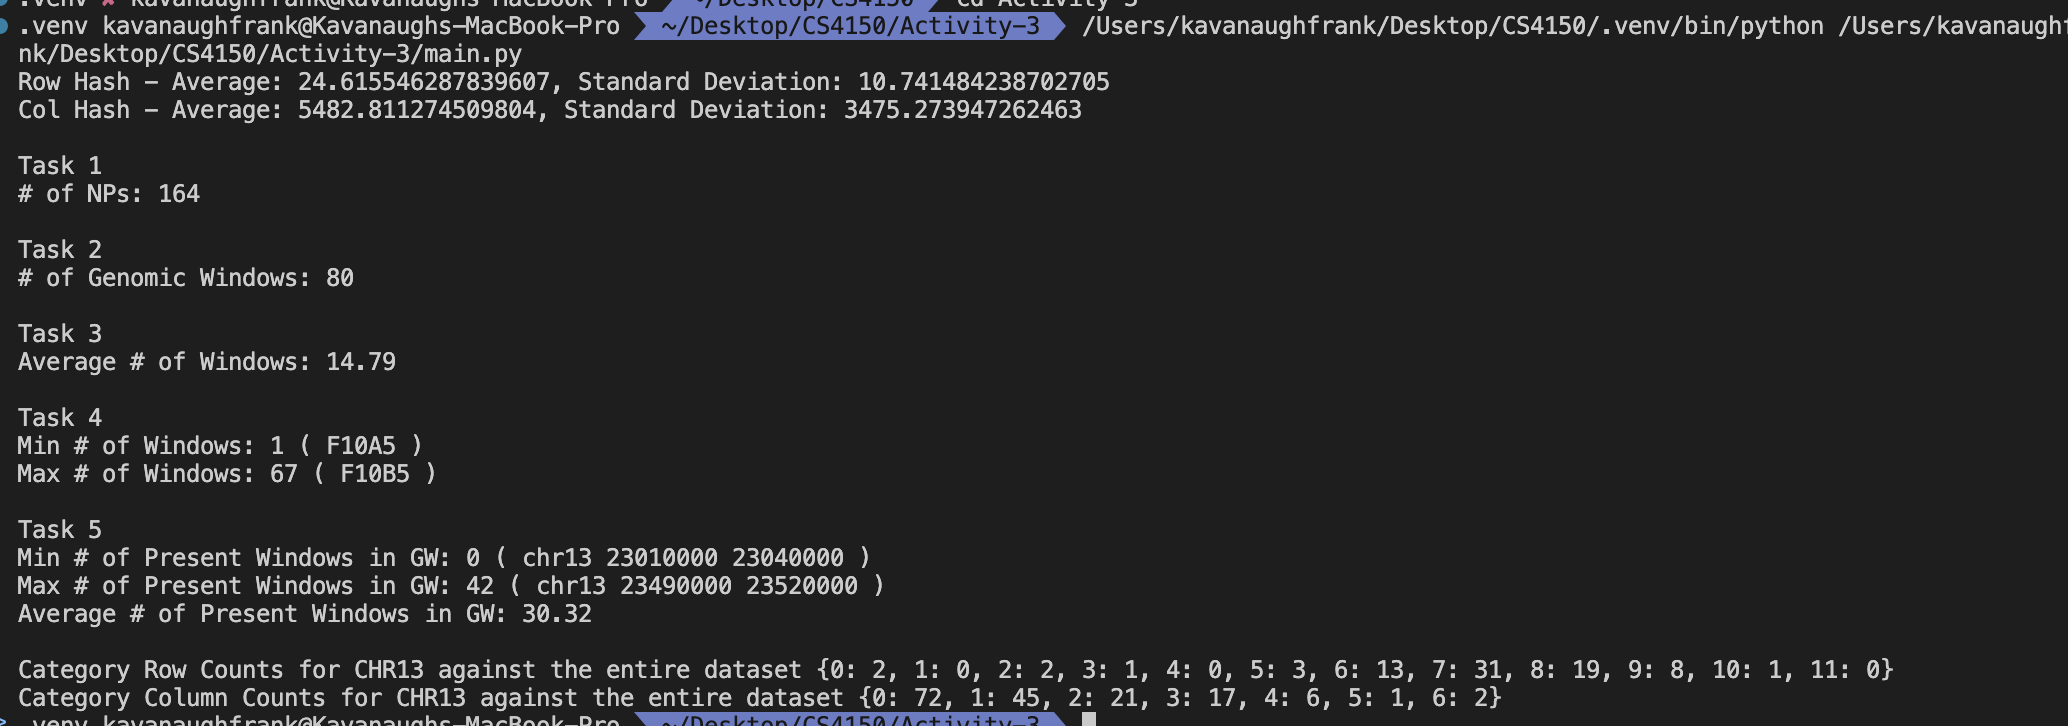 .venv kavanaughfrank@Kavanaughs-MacBook-Pro ~/Desktop/CS4150 cd Activity-3
.venv kavanaughfrank@Kavanaughs-MacBook-Pro ~/Desktop/CS4150/Activity-3 /Users/kavanaughfrank/Desktop/CS4150/.venv/bin/python /Users/kavanaughf
nk/Desktop/CS4150/Activity-3/main.py
Row Hash - Average: 24.615546287839607, Standard Deviation: 10.741484238702705
Col Hash - Average: 5482.811274509804, Standard Deviation: 3475.273947262463
Task 1
# of NPs: 164
Task 2
# of Genomic Windows: 80
Task 3
Average # of Windows: 14.79
Task 4
Min # of Windows: 1 ( F10A5 )
Max # of Windows: 67 ( F10B5 )
Task 5
Min # of Present Windows in GW: 0 ( chr13 23010000 23040000 )
Max # of Present Windows in GW: 42 ( chr13 23490000 23520000 )
Average # of Present Windows in GW: 30.32
Category Row Counts for CHR13 against the entire dataset {0: 2, 1: 0, 2: 2, 3: 1, 4: 0, 5: 3, 6: 13, 7: 31, 8: 19, 9: 8, 10: 1, 11: 0}
Category Column Counts for CHR13 against the entire dataset {0: 72, 1: 45, 2: 21, 3: 17, 4: 6, 5: 1, 6: 2}
.venv kavanaughfrank@Kavanaughs-MacBook-Pro ~/Desktop/CS4150/Activity-3